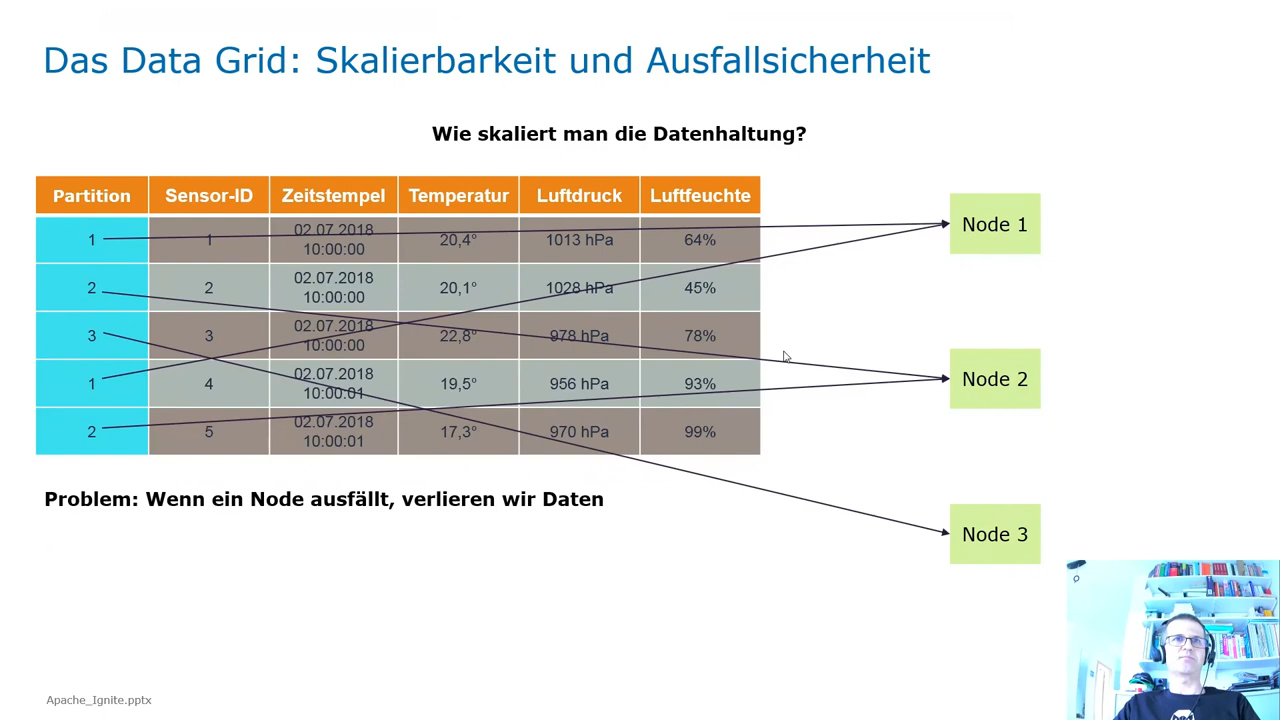 Das Data Grid: Skalierbarkeit und Ausfallsicherheit
Wie skaliert man die Datenhaltung?
Partition Sensor-ID Zeitstempel Temperatur Luftdruck Luftfeuchte
1 1 02.07.2018 10:00:00 20,4° 1013 hPa 64%
2 2 02.07.2018 10:00:00 20,1° 1028 hPa 45%
3 3 02.07.2018 10:00:00 22,8° 978 hPa 78%
1 4 02.07.2018 10:00:01 19,5° 956 hPa 93%
2 5 02.07.2018 10:00:01 17,3° 970 hPa 99%
Node 1
Node 2
Node 3
Problem: Wenn ein Node ausfällt, verlieren wir Daten
Apache_Ignite.pptx